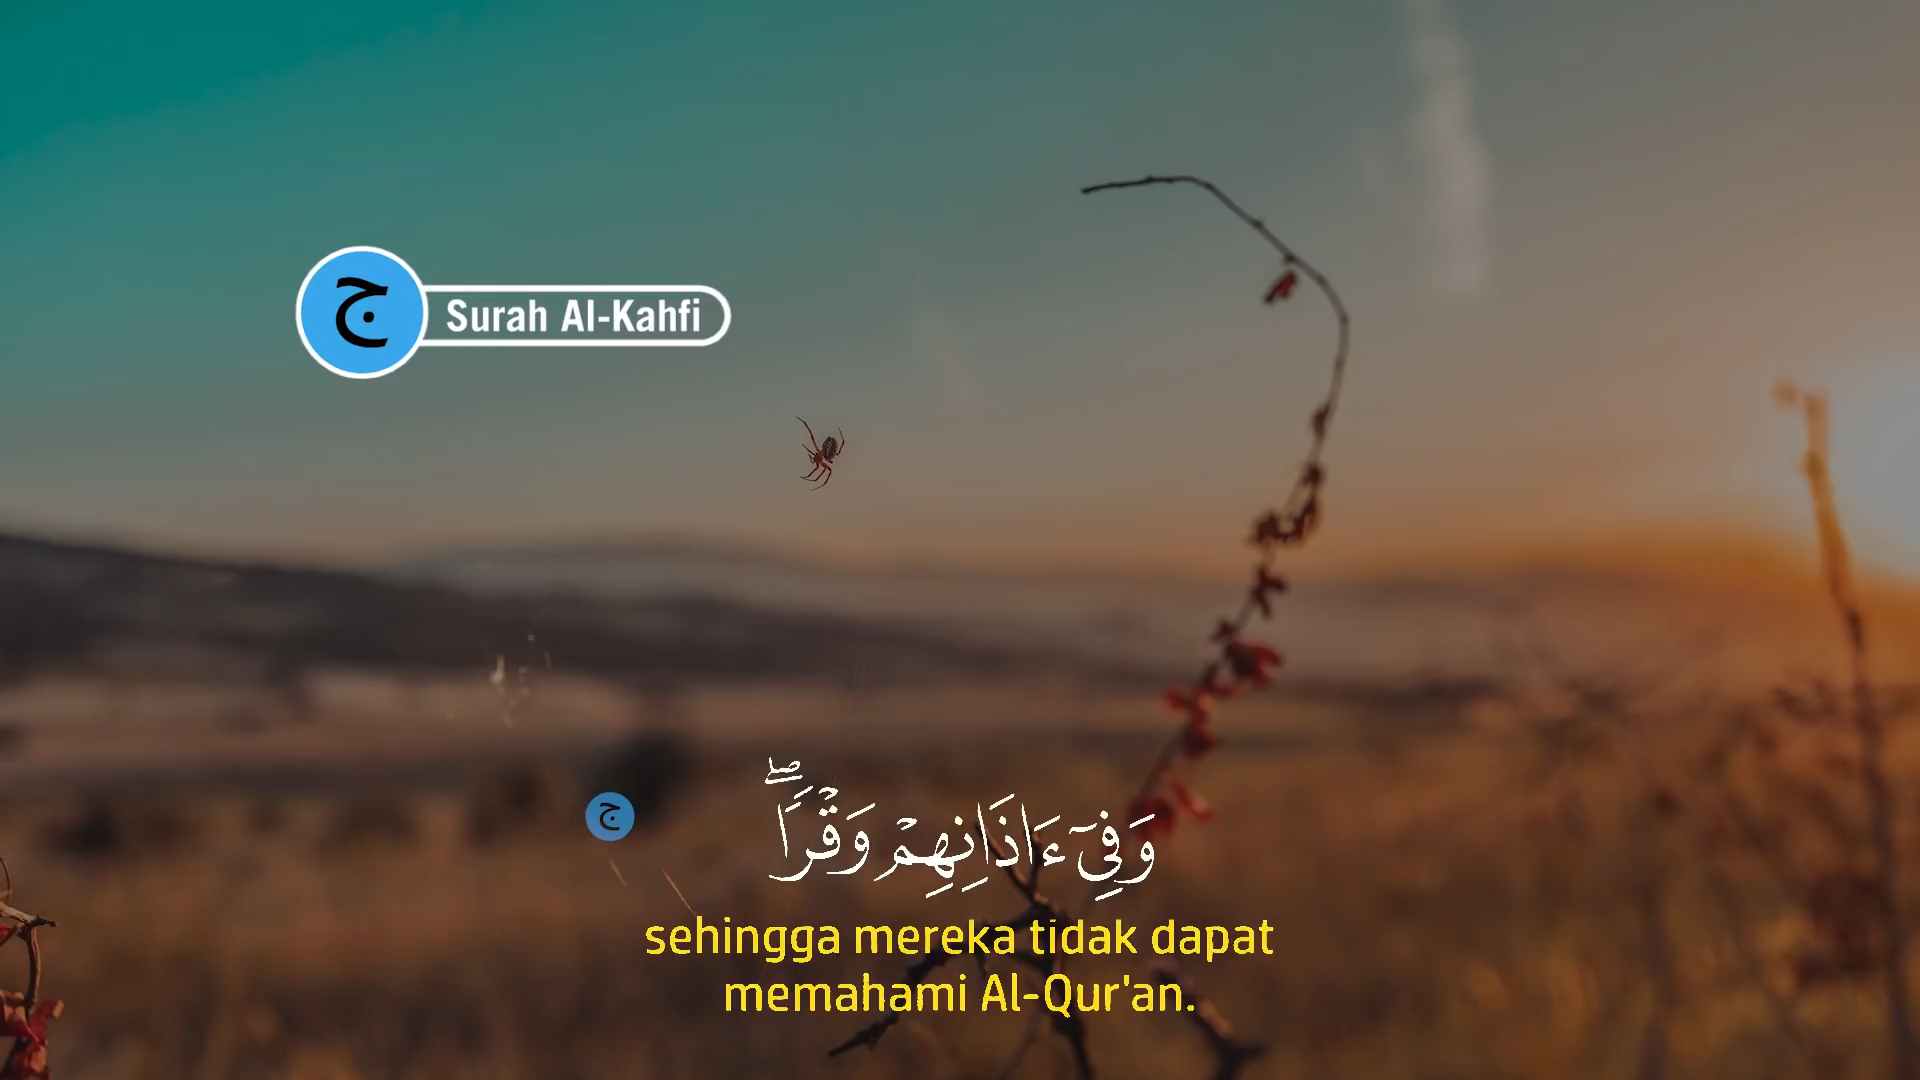 ج
Surah Al-Kahfi
ج
وَفِىٓ ءَاذَانِهِمْ وَقْرًاۖ
sehingga mereka tidak dapat
memahami Al-Qur'an.